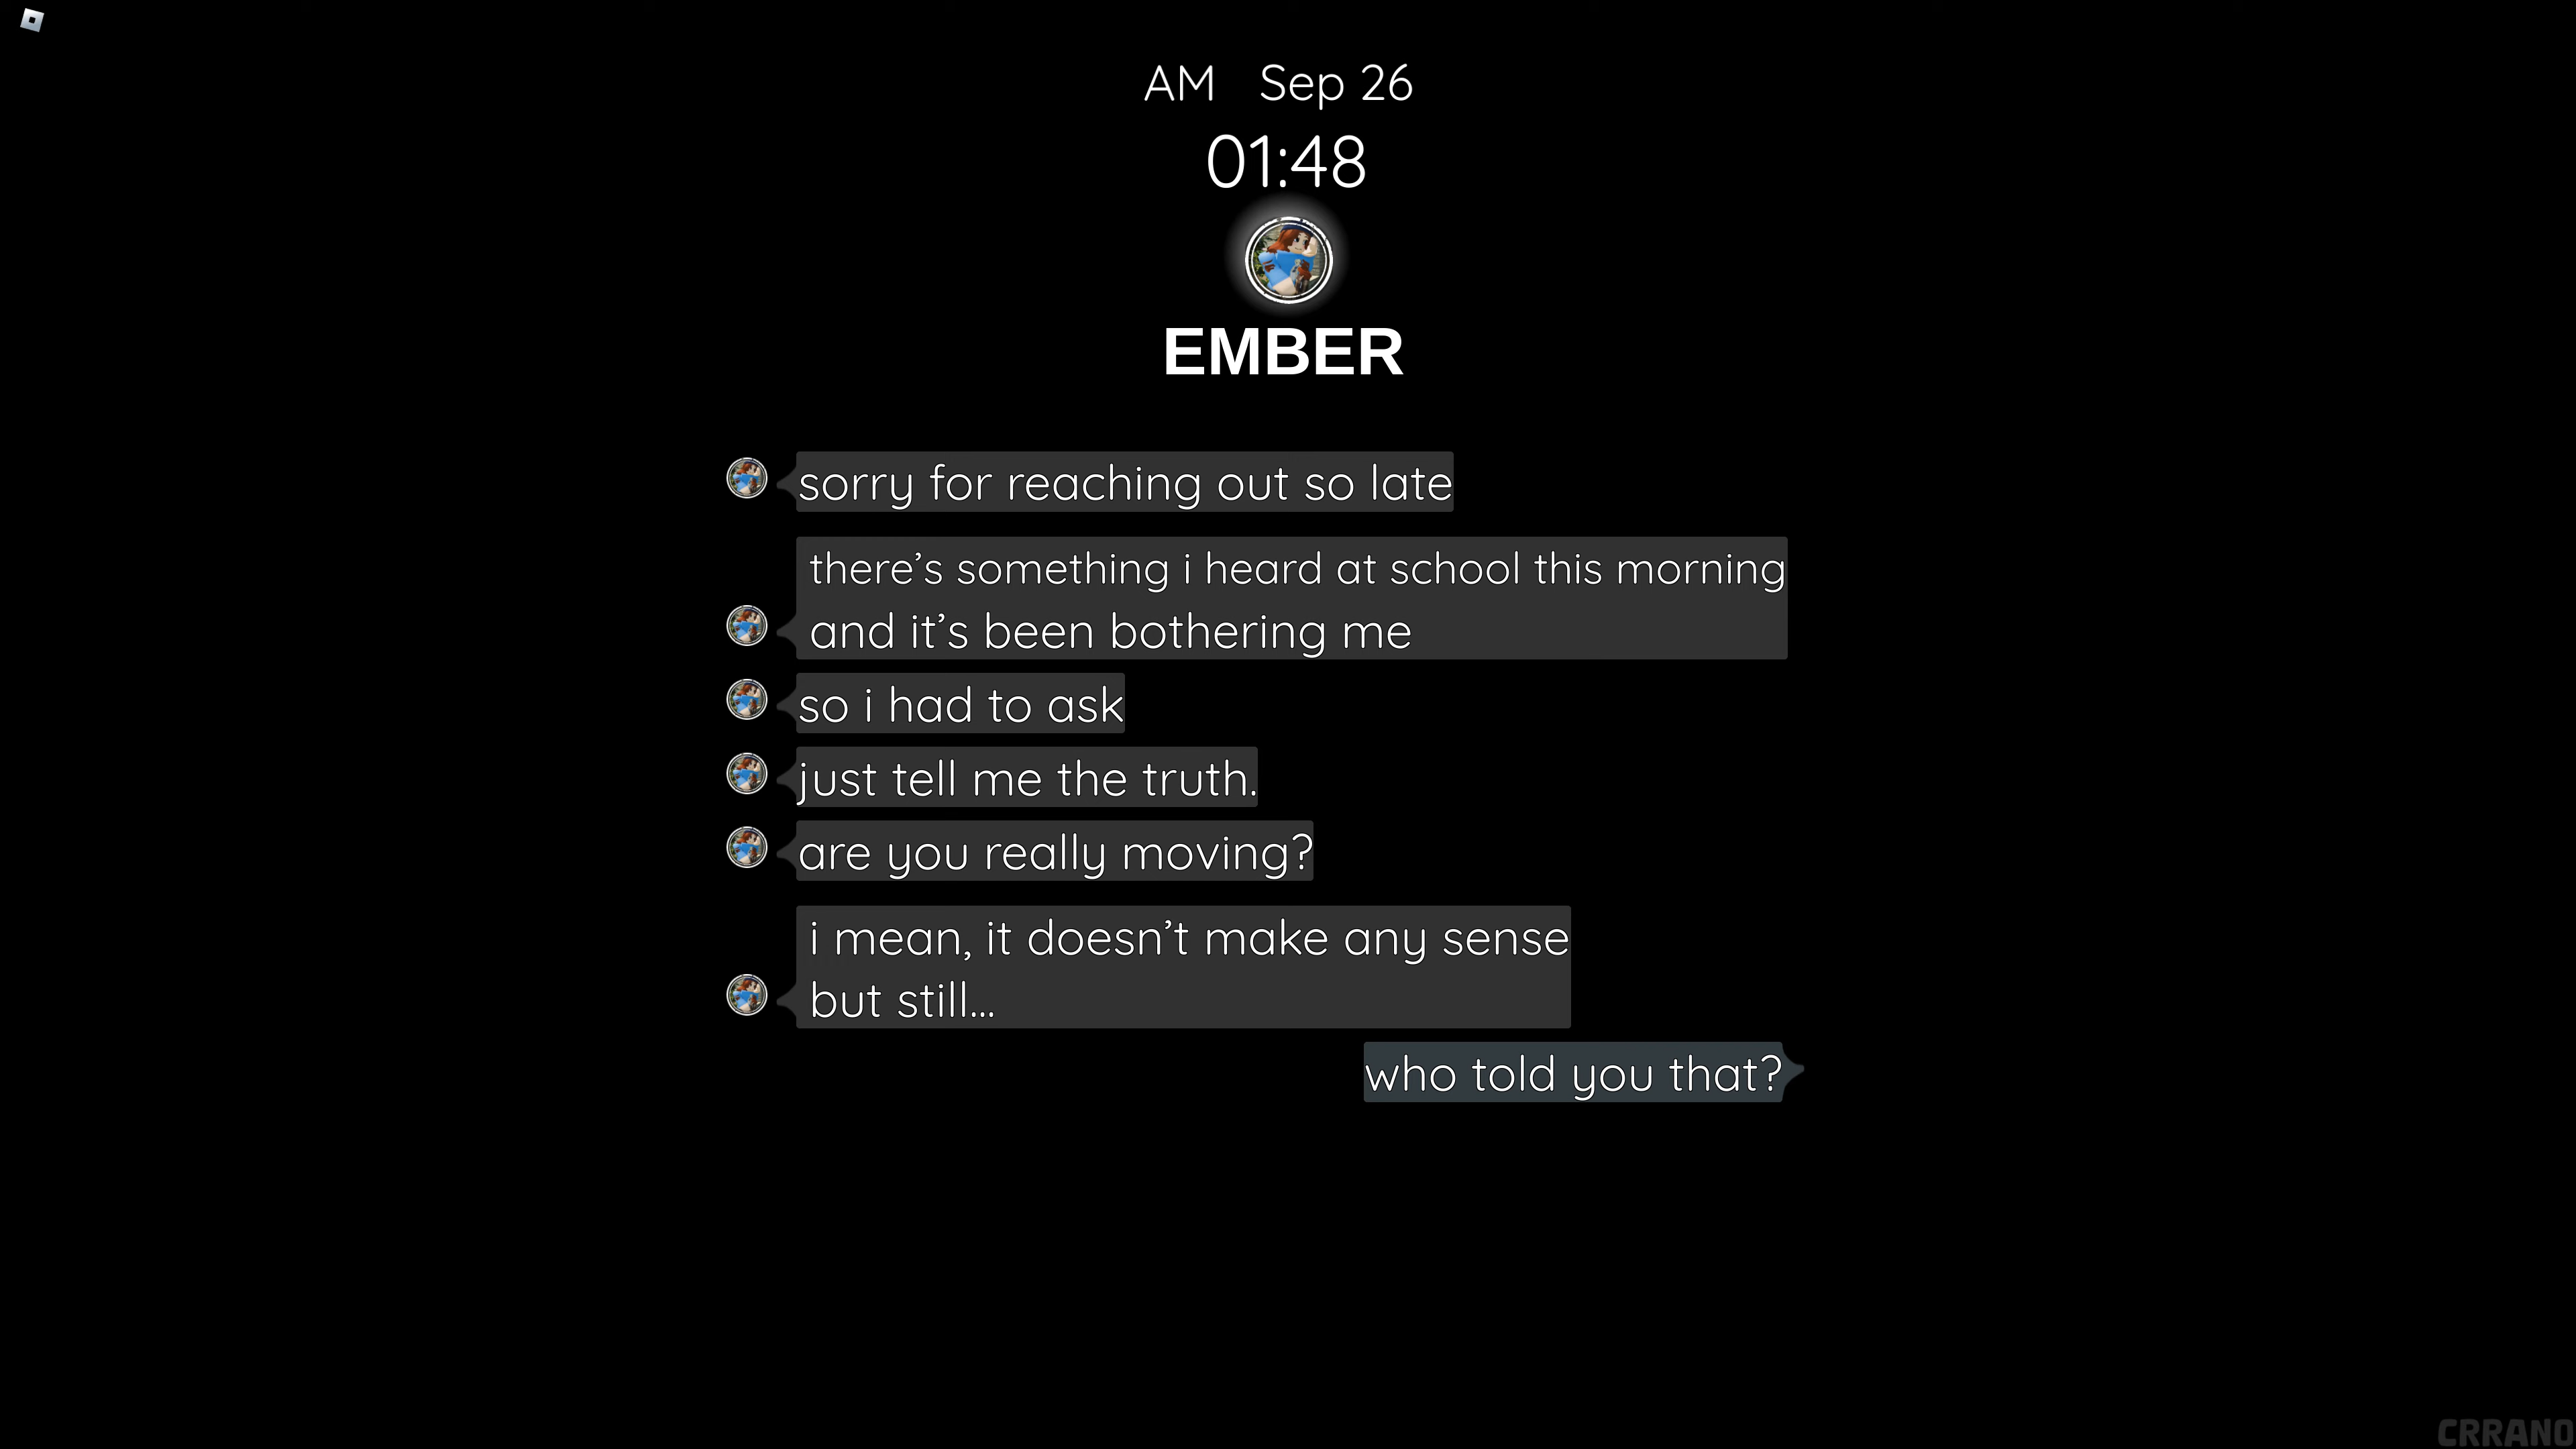 AM Sep 26
01:48
EMBER
sorry for reaching out so late
there’s something i heard at school this morning
and it’s been bothering me
so i had to ask
just tell me the truth.
are you really moving?
i mean, it doesn’t make any sense
but still...
who told you that?
CRRANO